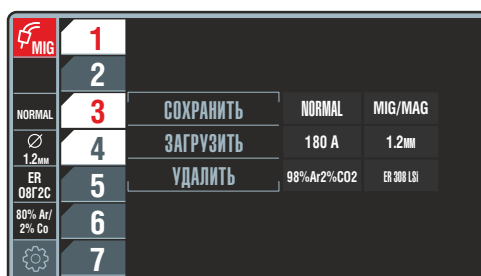 MIG
1
2
NORMAL
3
СОХРАНИТЬ
NORMAL
MIG/MAG
1.2мм
4
ЗАГРУЗИТЬ
180 A
1.2мм
ER
08Г2С
5
УДАЛИТЬ
98%Ar2%CO2
ER 308 LSi
80% Ar/
2% Co
6
7